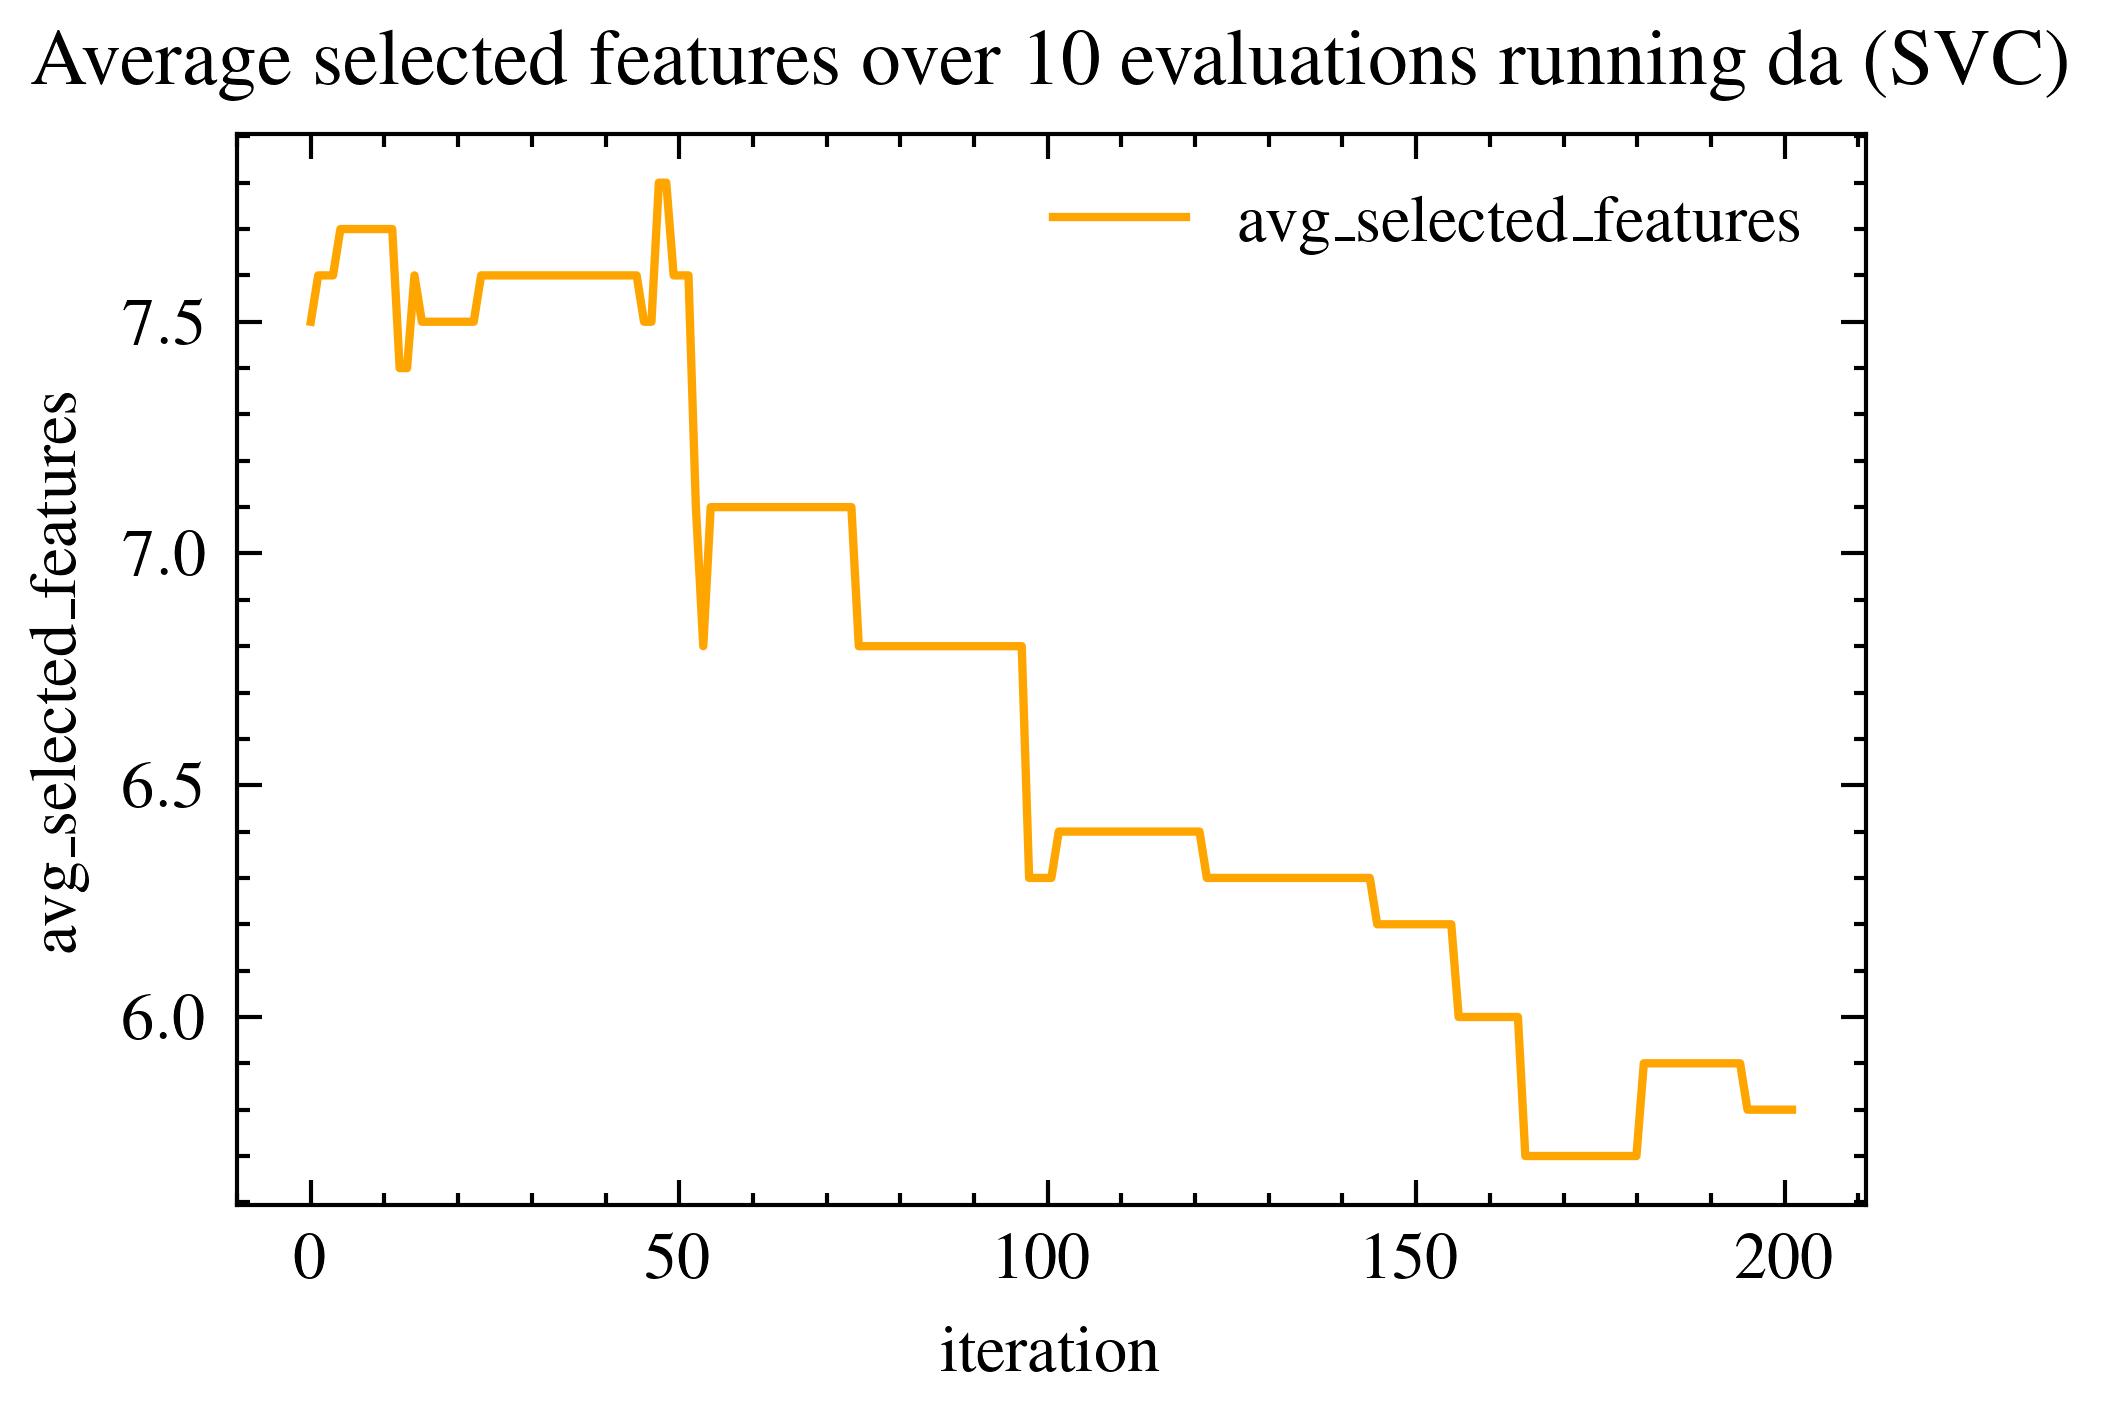 Average selected features over 10 evaluations running da (SVC)
avg_selected_features
avg_selected_features
7.5
7.0
6.5
6.0
0 50 100 150 200
iteration